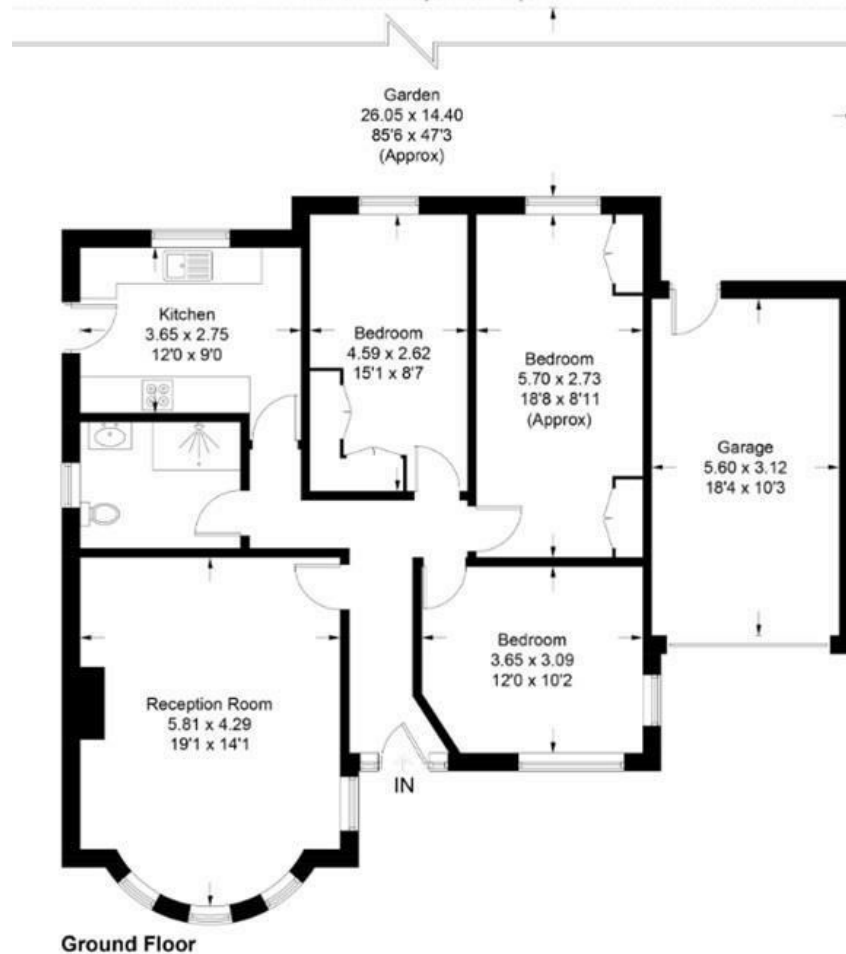 Garden
26.05 x 14.40
85'6 x 47'3
(Approx)
Kitchen
3.65 x 2.75
12'0 x 9'0
Bedroom
4.59 x 2.62
15'1 x 8'7
Bedroom
5.70 x 2.73
18'8 x 8'11
(Approx)
Garage
5.60 x 3.12
18'4 x 10'3
Bedroom
3.65 x 3.09
12'0 x 10'2
Reception Room
5.81 x 4.29
19'1 x 14'1
IN
Ground Floor